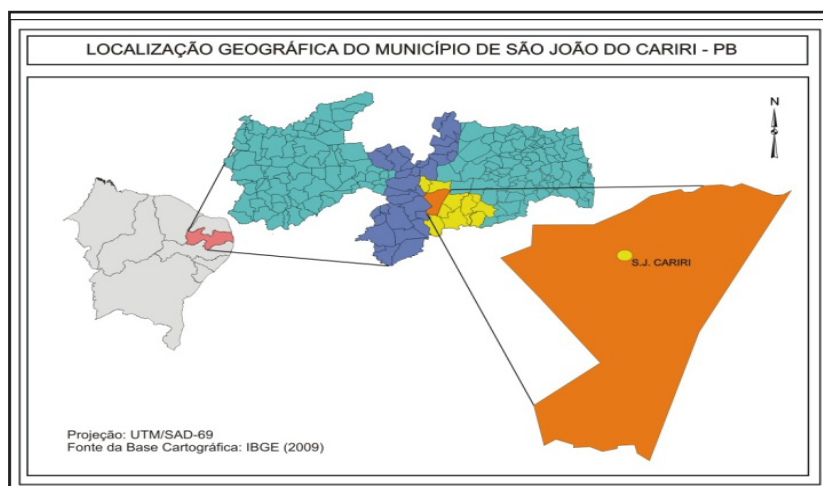 LOCALIZAÇÃO GEOGRÁFICA DO MUNICÍPIO DE SÃO JOÃO DO CARIRI - PB
N
S.J. CARIRI
Projeção: UTM/SAD-69
Fonte da Base Cartográfica: IBGE (2009)